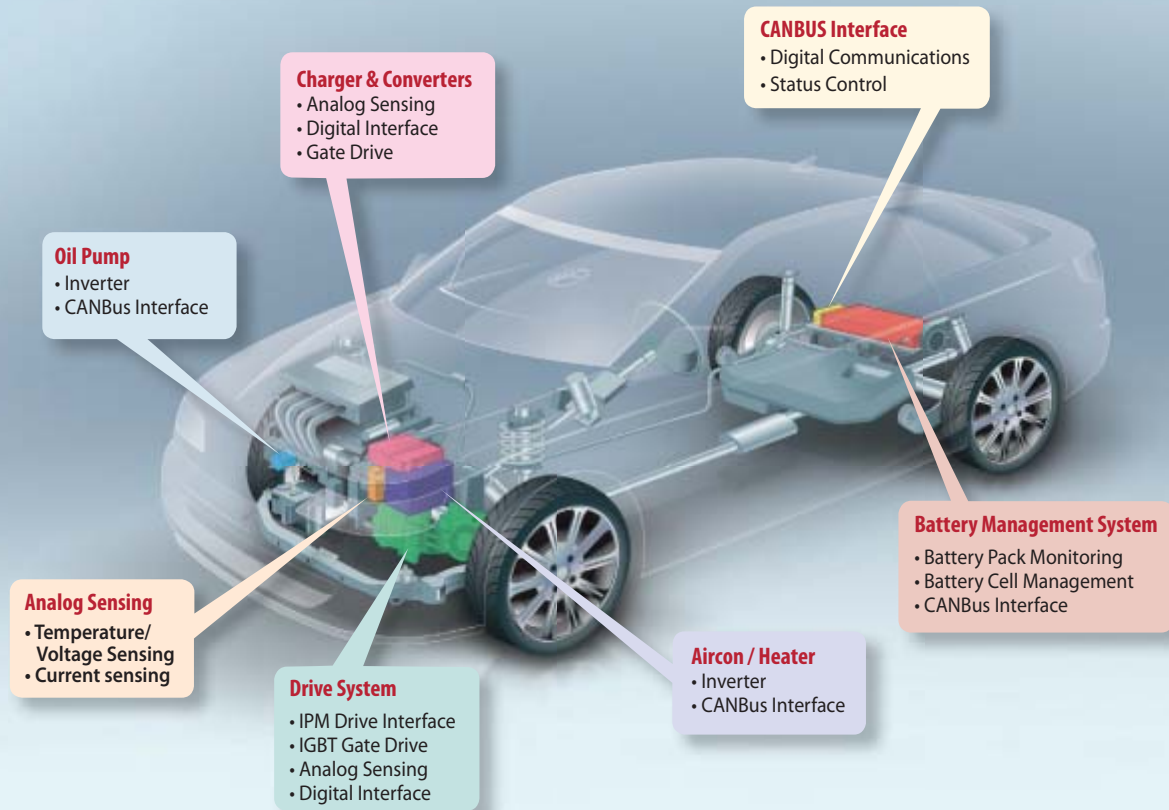 CANBUS Interface
• Digital Communications
• Status Control
Charger & Converters
• Analog Sensing
• Digital Interface
• Gate Drive
Oil Pump
• Inverter
• CANBus Interface
Battery Management System
• Battery Pack Monitoring
• Battery Cell Management
• CANBus Interface
Analog Sensing
• Temperature/
Voltage Sensing
• Current sensing
Aircon / Heater
• Inverter
• CANBus Interface
Drive System
• IPM Drive Interface
• IGBT Gate Drive
• Analog Sensing
• Digital Interface